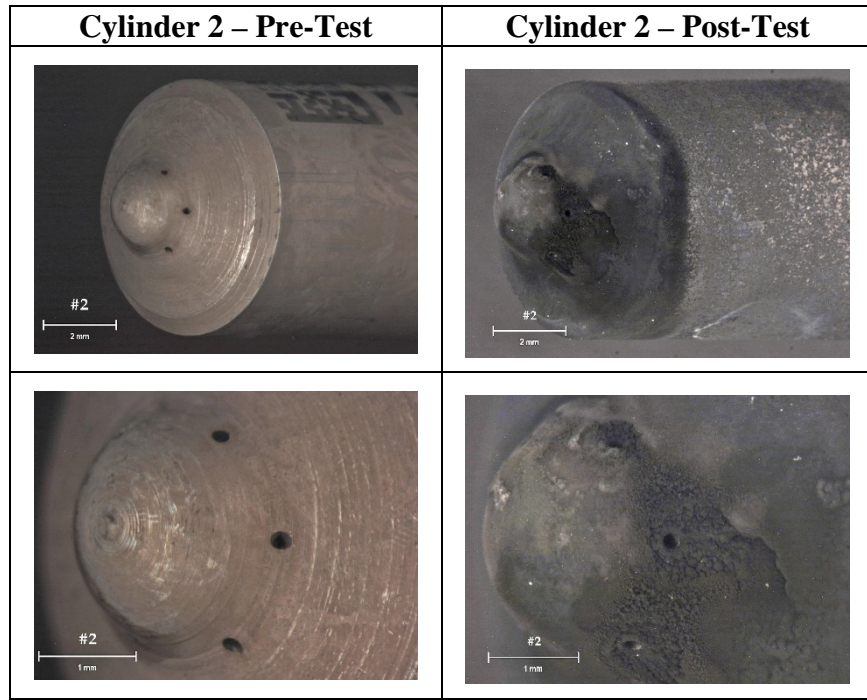 Cylinder 2 – Pre-Test
Cylinder 2 – Post-Test
#2
2 mm
#2
2 mm
#2
1 mm
#2
1 mm